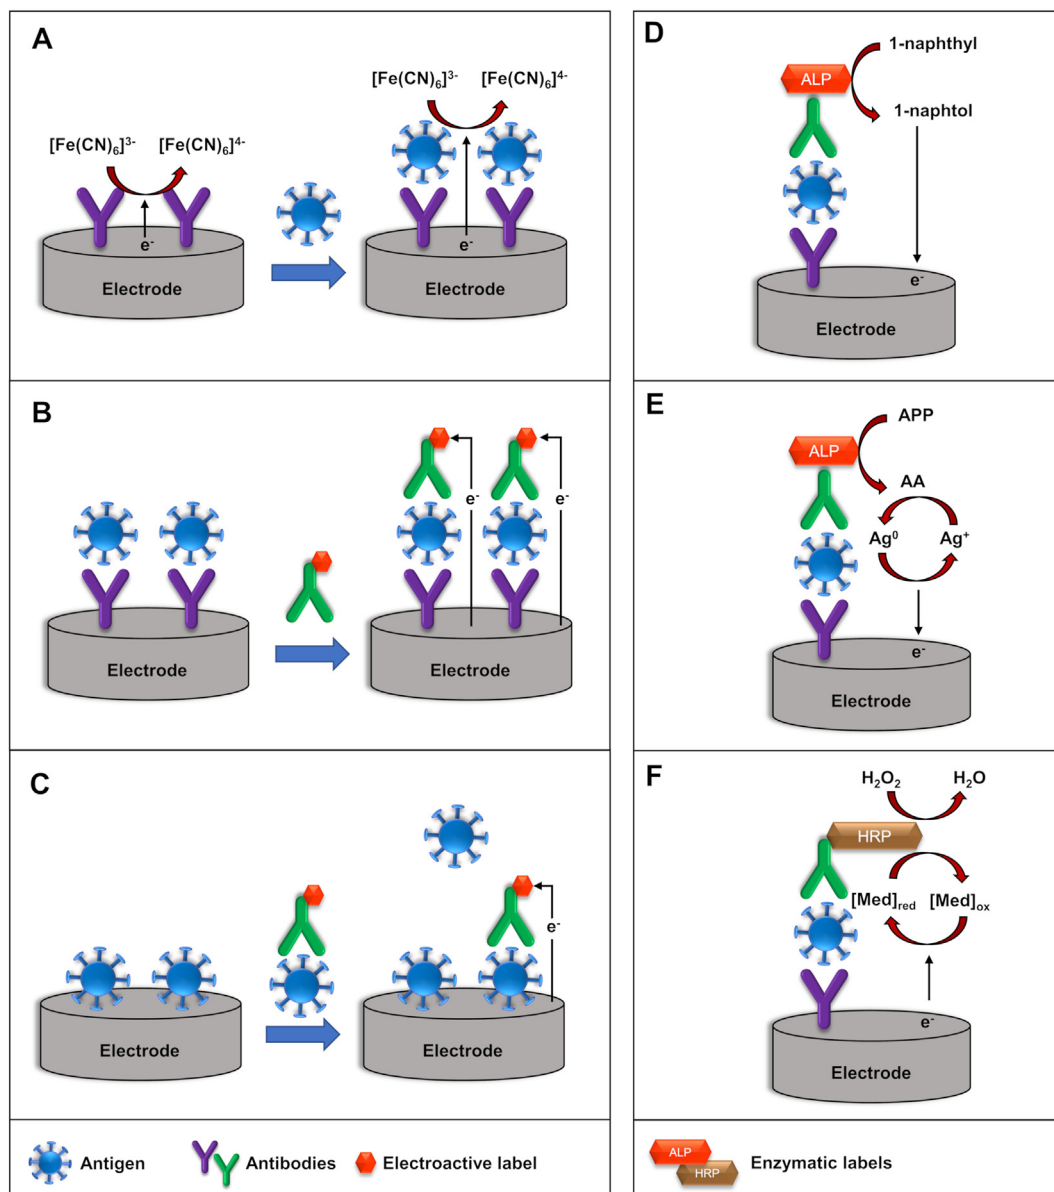 A
[Fe(CN)₆]³⁻ [Fe(CN)₆]⁴⁻
e⁻
Electrode
[Fe(CN)₆]³⁻ [Fe(CN)₆]⁴⁻
e⁻
Electrode
B
Electrode
e⁻ e⁻
Electrode
C
Electrode
e⁻
Electrode
D
1-naphthyl
ALP
1-naphtol
e⁻
Electrode
E
APP
ALP
AA
Ag⁰ Ag⁺
e⁻
Electrode
F
H₂O₂ H₂O
HRP
[Med]red [Med]ox
e⁻
Electrode
Antigen
Antibodies
Electroactive label
ALP
HRP
Enzymatic labels